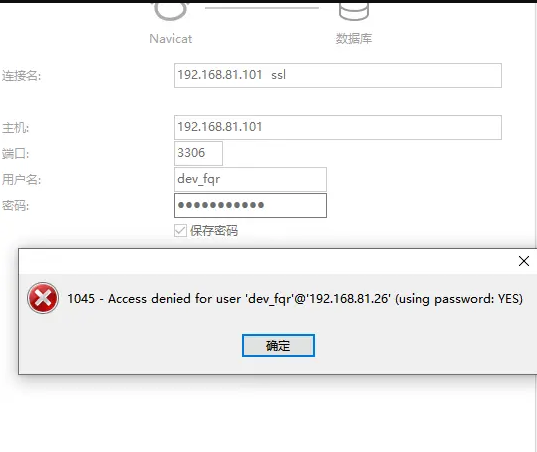 Navicat
数据库
连接名:
192.168.81.101 ssl
主机:
192.168.81.101
端口:
3306
用户名:
dev_fqr
密码:
●●●●●●●●●●●
保存密码
1045 - Access denied for user 'dev_fqr'@'192.168.81.26' (using password: YES)
确定